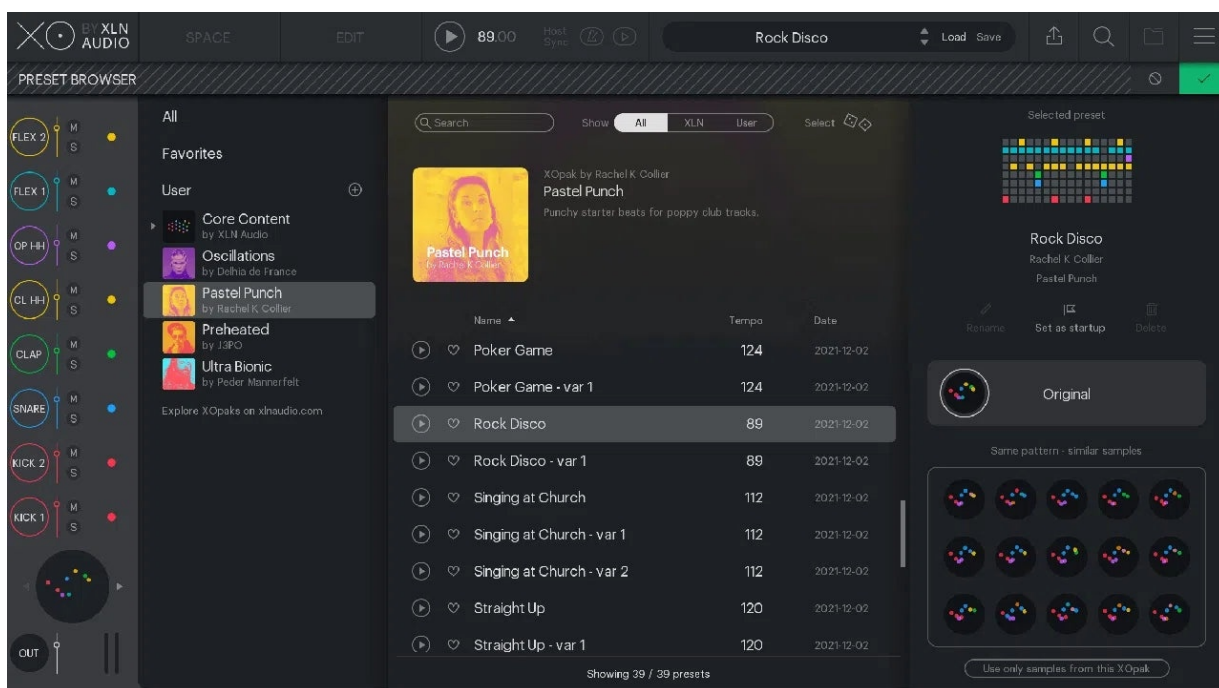 XO BY XLN AUDIO
SPACE
EDIT
89.00
Host Sync
Rock Disco
Load Save
PRESET BROWSER
FLEX 2
M
S
FLEX 1
M
S
OP HH
M
S
CL HH
M
S
CLAP
M
S
SNARE
M
S
KICK 2
M
S
KICK 1
M
S
OUT
All
Favorites
User
Core Content
by XLN Audio
Oscillations
by Delhia de France
Pastel Punch
by Rachel K Collier
Preheated
by J3PO
Ultra Bionic
by Peder Mannerfelt
Explore XOpaks on xlnaudio.com
Search
Show All XLN User
Select
Pastel Punch
by Rachel K Collier
XOpak by Rachel K Collier
Pastel Punch
Punchy starter beats for poppy club tracks.
Name Tempo Date
Poker Game 124 2021-12-02
Poker Game - var 1 124 2021-12-02
Rock Disco 89 2021-12-02
Rock Disco - var 1 89 2021-12-02
Singing at Church 112 2021-12-02
Singing at Church - var 1 112 2021-12-02
Singing at Church - var 2 112 2021-12-02
Straight Up 120 2021-12-02
Straight Up - var 1 120 2021-12-02
Showing 39 / 39 presets
Selected preset
Rock Disco
Rachel K Collier
Pastel Punch
Rename Set as startup Delete
Original
Same pattern - similar samples
Use only samples from this XOpak